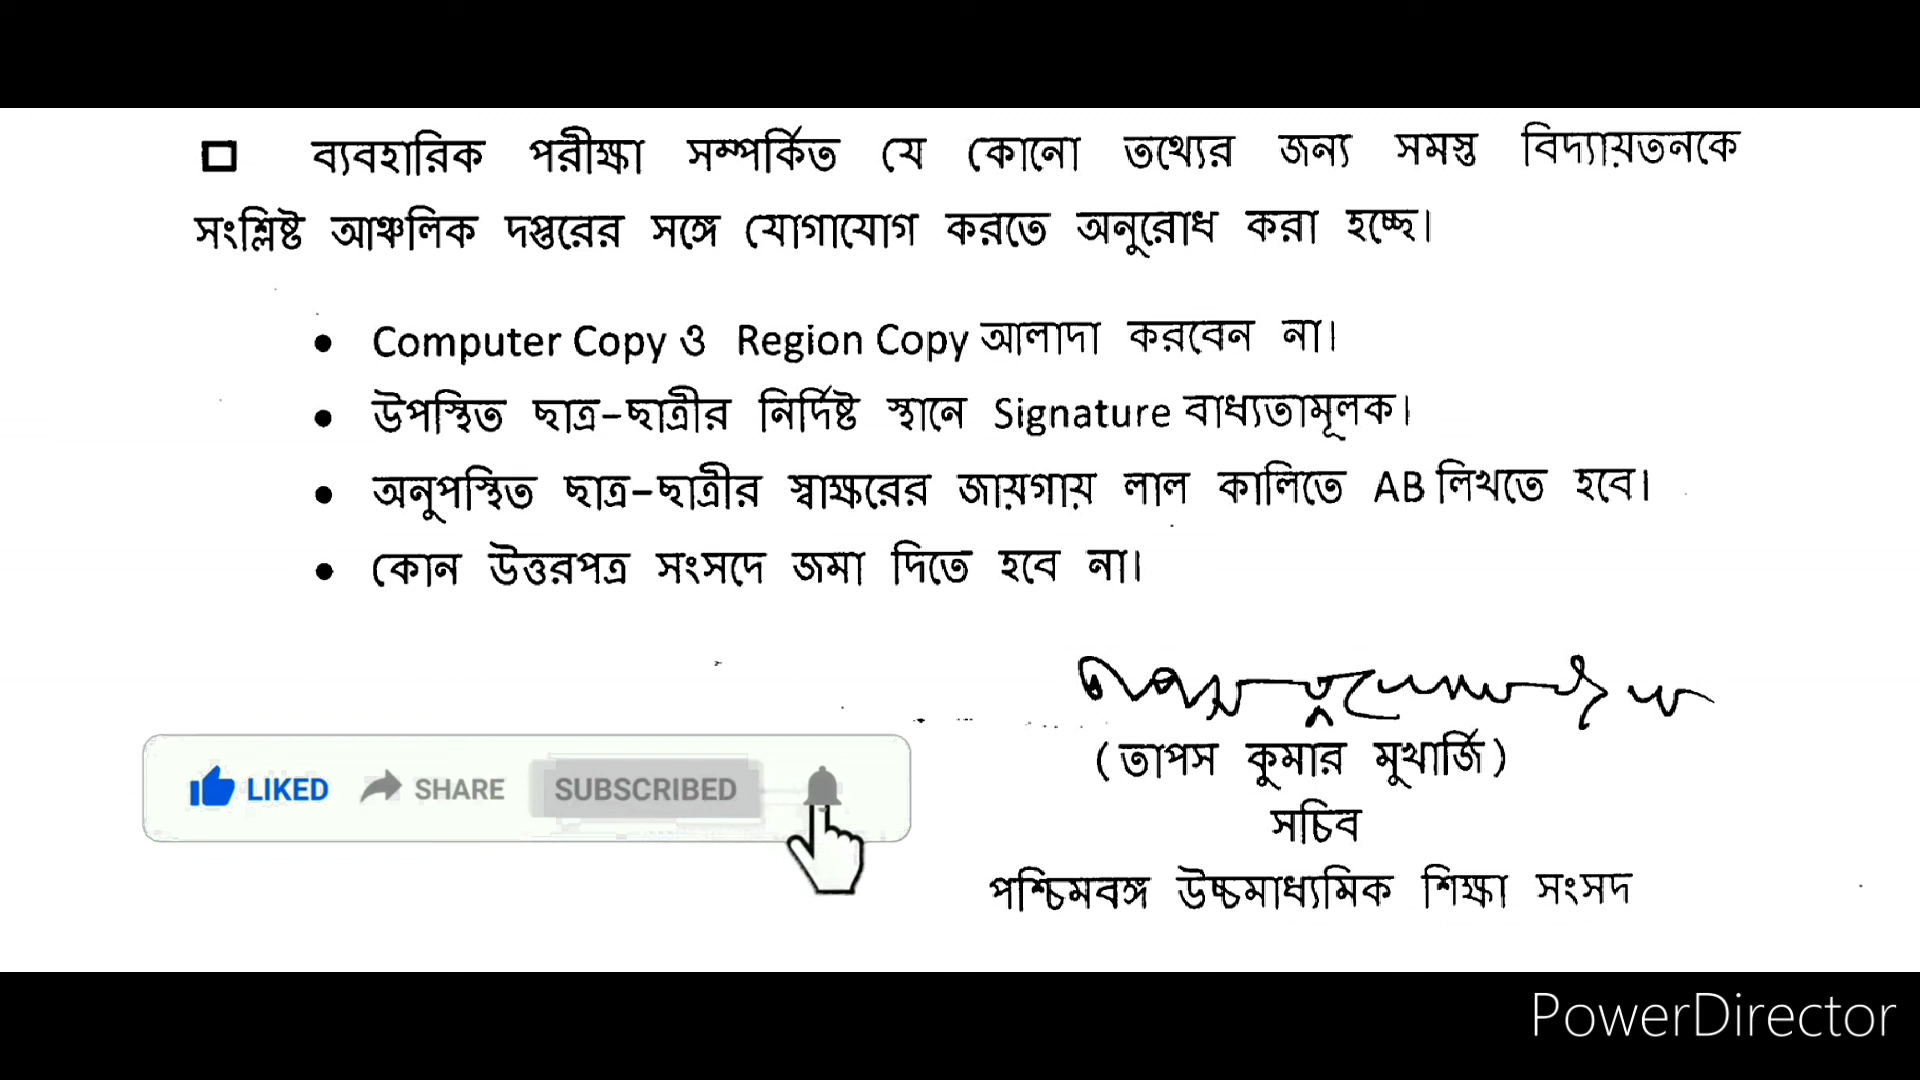 ব্যবহারিক পরীক্ষা সম্পর্কিত যে কোনো তথ্যের জন্য সমস্ত বিদ্যায়তনকে
সংশ্লিষ্ট আঞ্চলিক দপ্তরের সঙ্গে যোগাযোগ করতে অনুরোধ করা হচ্ছে।
• Computer Copy ও Region Copy আলাদা করবেন না।
• উপস্থিত ছাত্র-ছাত্রীর নির্দিষ্ট স্থানে Signature বাধ্যতামূলক।
• অনুপস্থিত ছাত্র-ছাত্রীর স্বাক্ষরের জায়গায় লাল কালিতে AB লিখতে হবে।
• কোন উত্তরপত্র সংসদে জমা দিতে হবে না।
(তাপস কুমার মুখার্জি)
সচিব
পশ্চিমবঙ্গ উচ্চমাধ্যমিক শিক্ষা সংসদ
LIKED SHARE SUBSCRIBED
PowerDirector